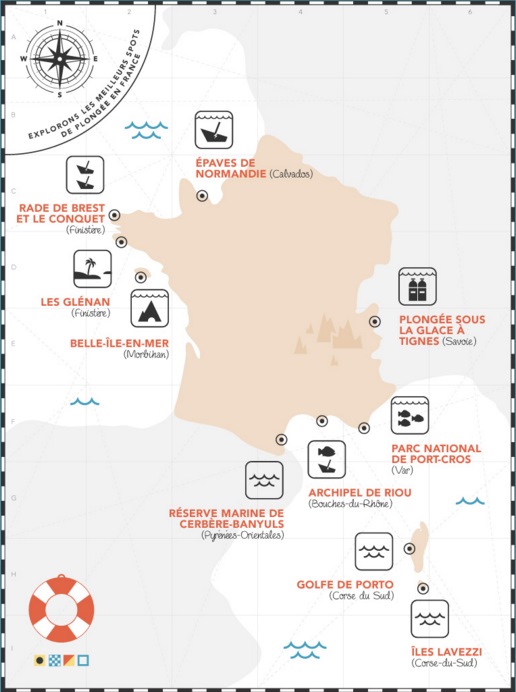 1 2 3 4 5 6
A
N
W E
S
EXPLORONS LES MEILLEURS SPOTS
DE PLONGÉE EN FRANCE
B
ÉPAVES DE
NORMANDIE (Calvados)
C
RADE DE BREST
ET LE CONQUET
(Finistère)
D
LES GLÉNAN
(Finistère)
PLONGÉE SOUS
LA GLACE À
TIGNES (Savoie)
BELLE-ÎLE-EN-MER
(Morbihan)
E
F
PARC NATIONAL
DE PORT-CROS
(Var)
ARCHIPEL DE RIOU
(Bouches-du-Rhône)
G
RÉSERVE MARINE DE
CERBÈRE-BANYULS
(Pyrénées-Orientales)
H
GOLFE DE PORTO
(Corse du Sud)
I
ÎLES LAVEZZI
(Corse-du-Sud)